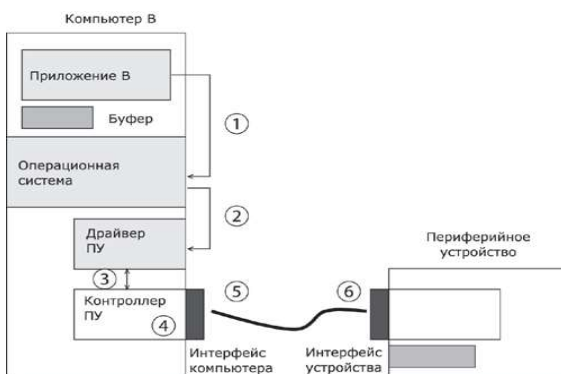 Компьютер В
Приложение В
Буфер
1
Операционная
система
2
Драйвер
ПУ
Периферийное
устройство
3
5
6
Контроллер
ПУ
4
Интерфейс
компьютера
Интерфейс
устройства